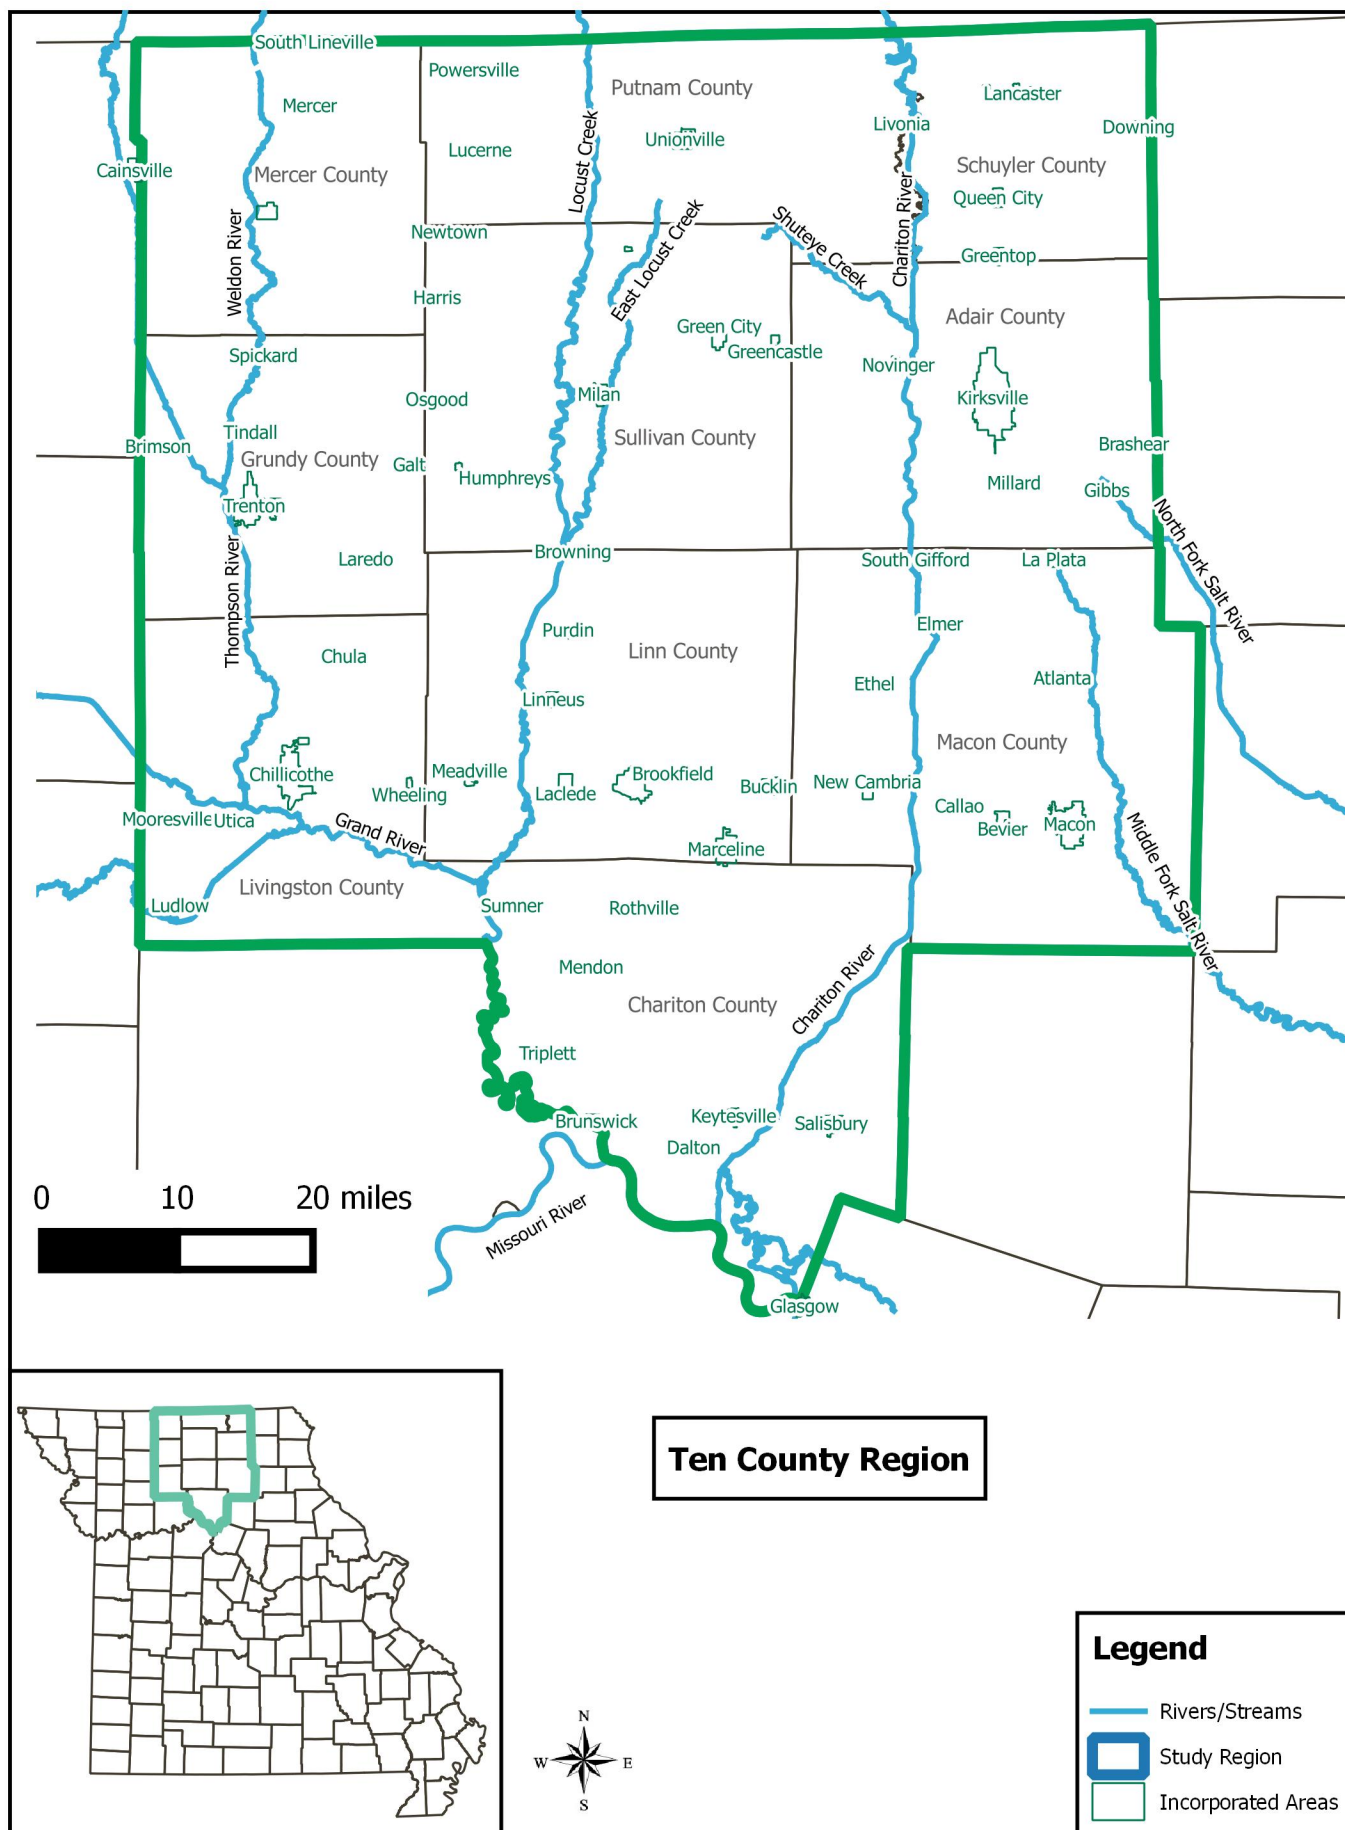 South Lineville
Powersville
Putnam County
Lancaster
Mercer
Livonia
Downing
Locust Creek
Unionville
Lucerne
Cainsville
Mercer County
Schuyler County
Queen City
Chariton River
Newtown
Shuteye Creek
East Locust Creek
Weldon River
Greentop
Harris
Adair County
Green City
Greencastle
Spickard
Novinger
Osgood
Milan
Kirksville
Tindall
Sullivan County
Brimson
Brashear
Grundy County
Galt
Humphreys
Millard
Gibbs
Trenton
North Fork Salt River
Browning
Laredo
South Gifford
La Plata
Thompson River
Elmer
Purdin
Linn County
Chula
Ethel
Atlanta
Linneus
Macon County
Chillicothe
Meadville
Brookfield
Wheeling
Laclede
Bucklin
New Cambria
Callao
Bevier
Macon
Mooresville
Utica
Grand River
Marceline
Middle Fork Salt River
Livingston County
Ludlow
Sumner
Rothville
Mendon
Chariton County
Chariton River
Triplett
Brunswick
Keytesville
Salisbury
Dalton
0 10 20 miles
Missouri River
Glasgow
Ten County Region
N
W E
S
Legend
Rivers/Streams
Study Region
Incorporated Areas